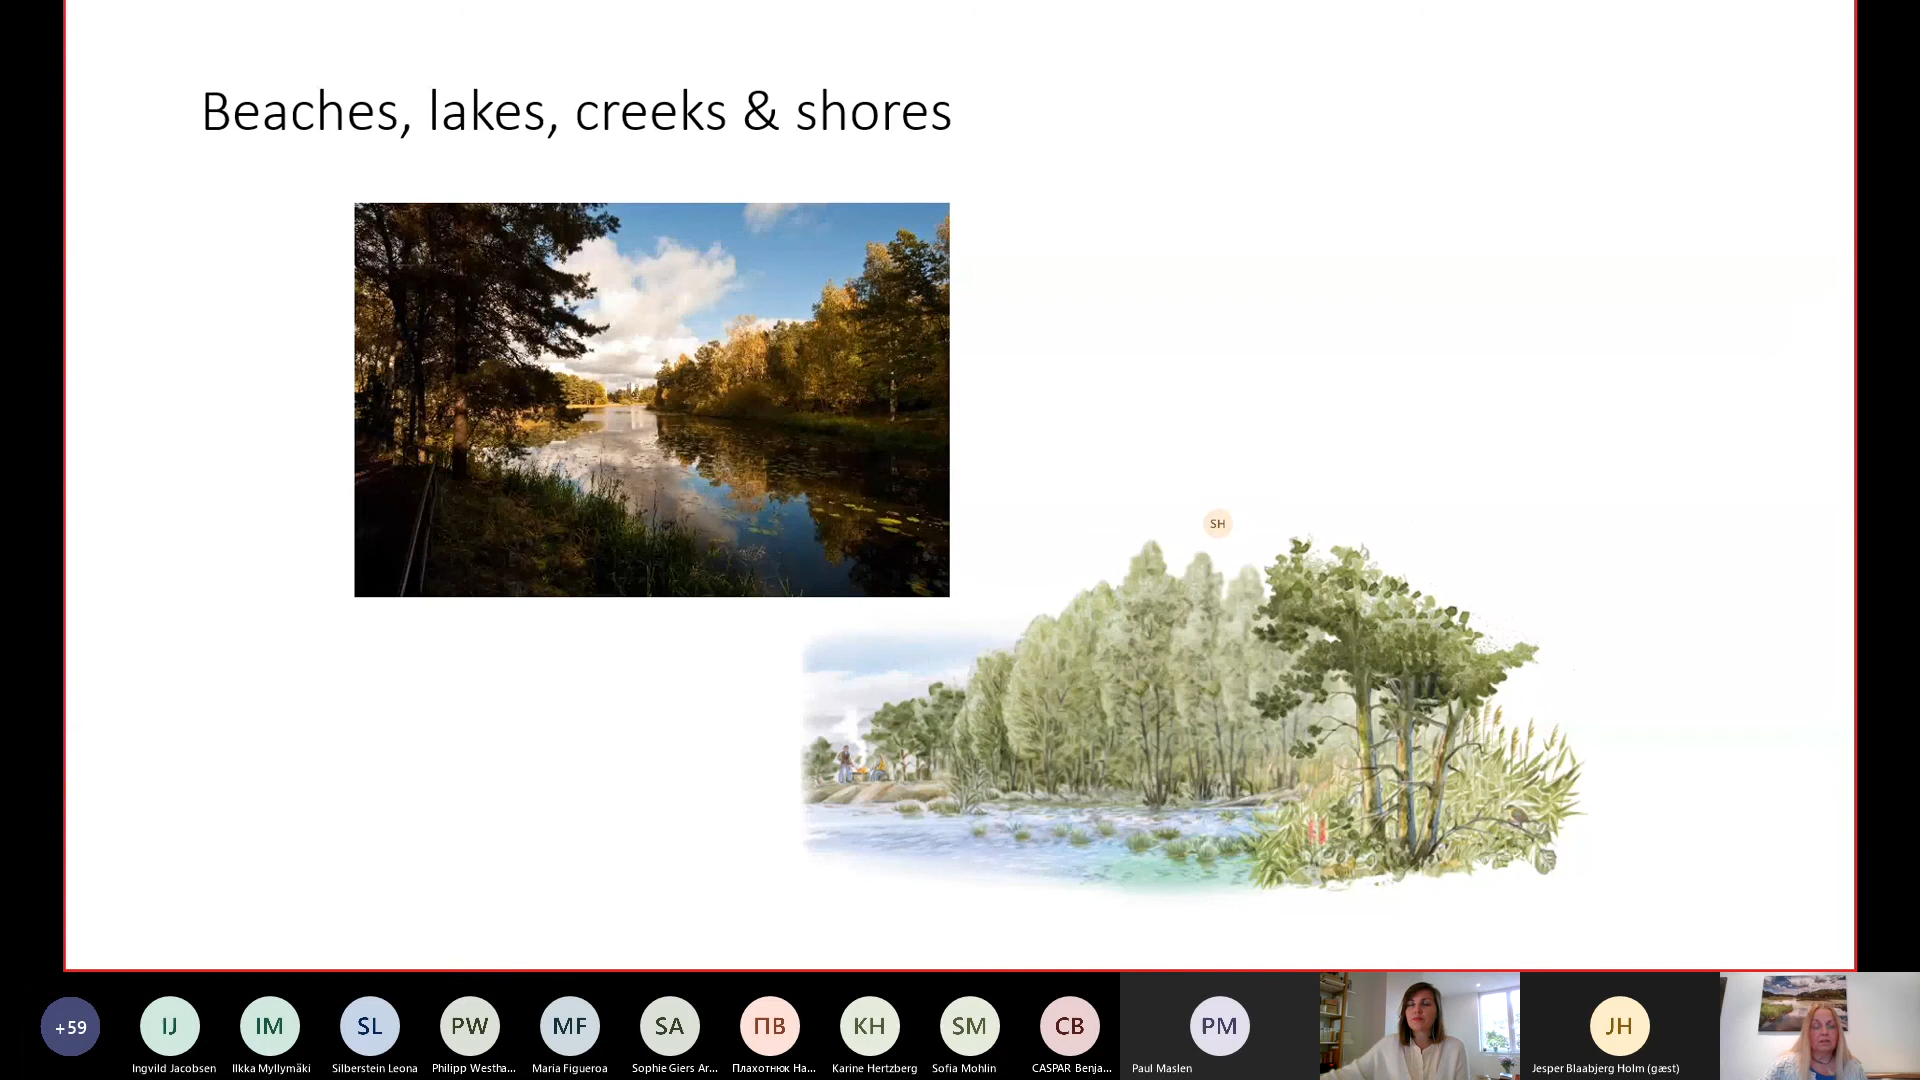 Beaches, lakes, creeks & shores
SH
+59
IJ
IM
SL
PW
MF
SA
ПВ
KH
SM
CB
PM
JH
Ingvild Jacobsen
Ilkka Myllymäki
Silberstein Leona
Philipp Westha...
Maria Figueroa
Sophie Giers Ar...
Плахотнюк На...
Karine Hertzberg
Sofia Mohlin
CASPAR Benja...
Paul Maslen
Jesper Blaabjerg Holm (gæst)